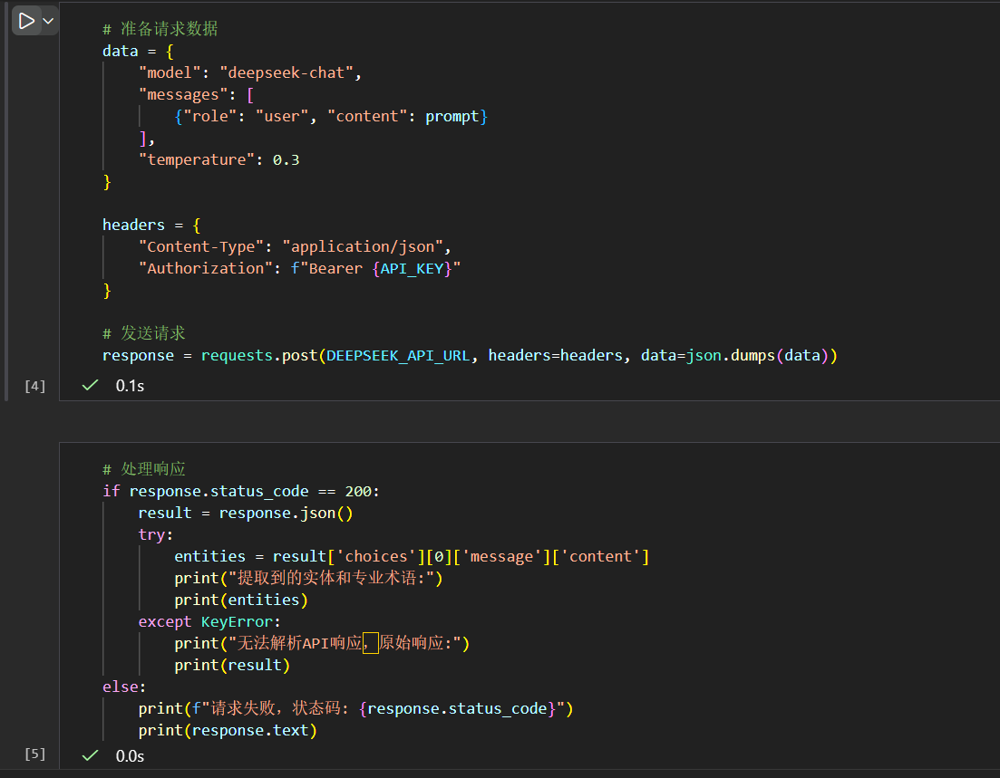 # 准备请求数据
data = {
    "model": "deepseek-chat",
    "messages": [
        {"role": "user", "content": prompt}
    ],
    "temperature": 0.3
}
headers = {
    "Content-Type": "application/json",
    "Authorization": f"Bearer {API_KEY}"
}
# 发送请求
response = requests.post(DEEPSEEK_API_URL, headers=headers, data=json.dumps(data))
[4] 0.1s
# 处理响应
if response.status_code == 200:
    result = response.json()
    try:
        entities = result['choices'][0]['message']['content']
        print("提取到的实体和专业术语:")
        print(entities)
    except KeyError:
        print("无法解析API响应，原始响应:")
        print(result)
else:
    print(f"请求失败，状态码: {response.status_code}")
    print(response.text)
[5] 0.0s